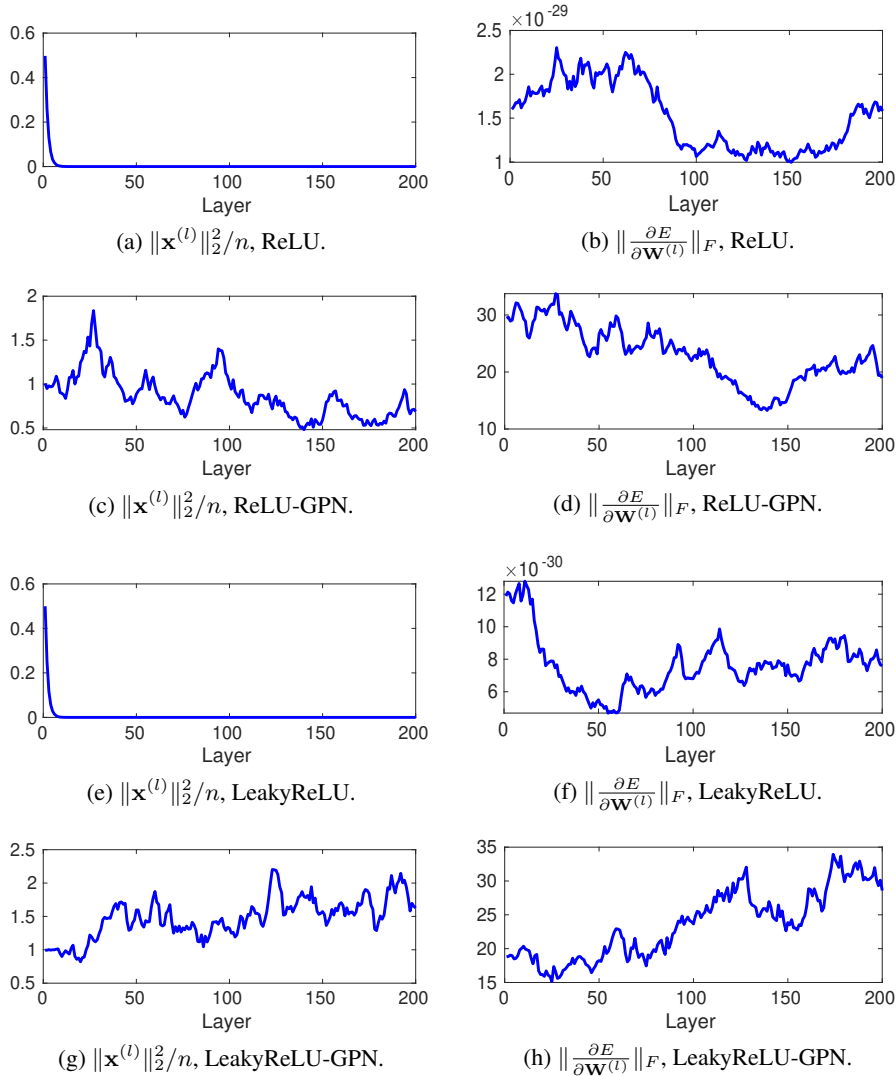 0.6
0.4
0.2
0
0 50 100 150 200
Layer
(a) ‖x^(l)‖₂²/n, ReLU.
×10^-29
2.5
2
1.5
1
0 50 100 150 200
Layer
(b) ‖∂E/∂W^(l)‖_F, ReLU.
2
1.5
1
0.5
0 50 100 150 200
Layer
(c) ‖x^(l)‖₂²/n, ReLU-GPN.
30
20
10
0 50 100 150 200
Layer
(d) ‖∂E/∂W^(l)‖_F, ReLU-GPN.
0.6
0.4
0.2
0
0 50 100 150 200
Layer
(e) ‖x^(l)‖₂²/n, LeakyReLU.
×10^-30
12
10
8
6
0 50 100 150 200
Layer
(f) ‖∂E/∂W^(l)‖_F, LeakyReLU.
2.5
2
1.5
1
0.5
0 50 100 150 200
Layer
(g) ‖x^(l)‖₂²/n, LeakyReLU-GPN.
35
30
25
20
15
0 50 100 150 200
Layer
(h) ‖∂E/∂W^(l)‖_F, LeakyReLU-GPN.